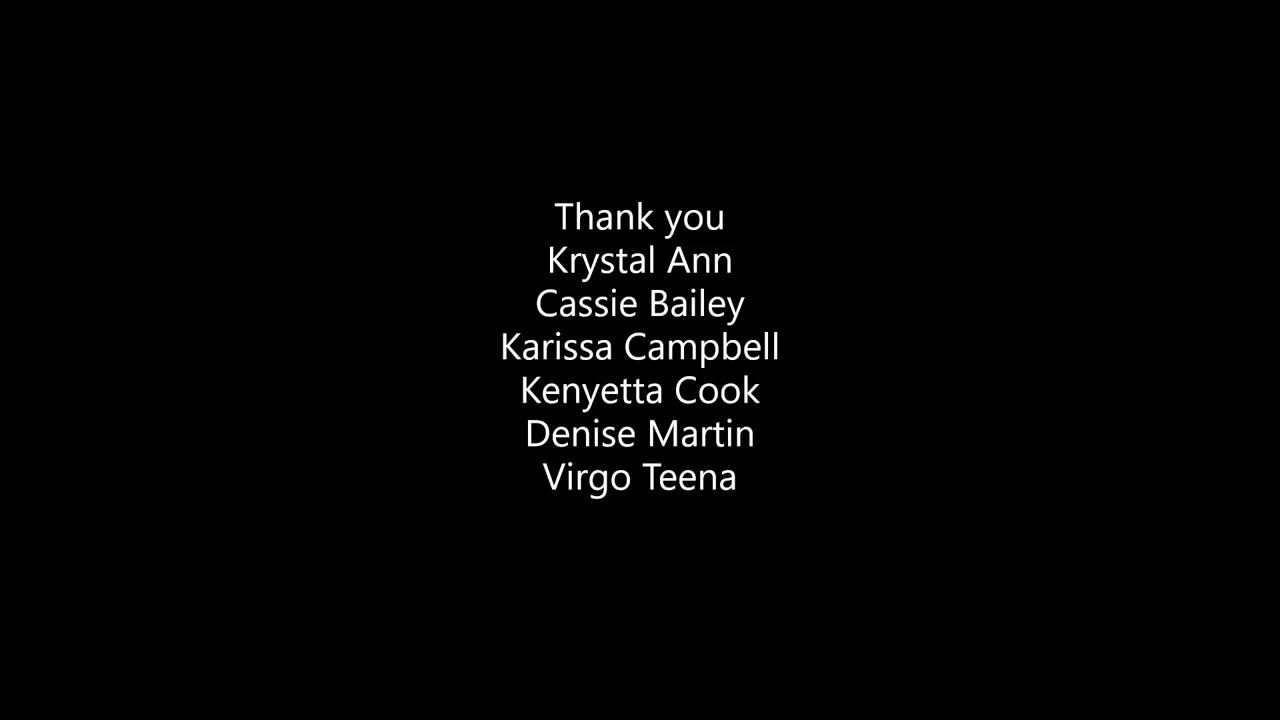 Thank you
Krystal Ann
Cassie Bailey
Karissa Campbell
Kenyetta Cook
Denise Martin
Virgo Teena